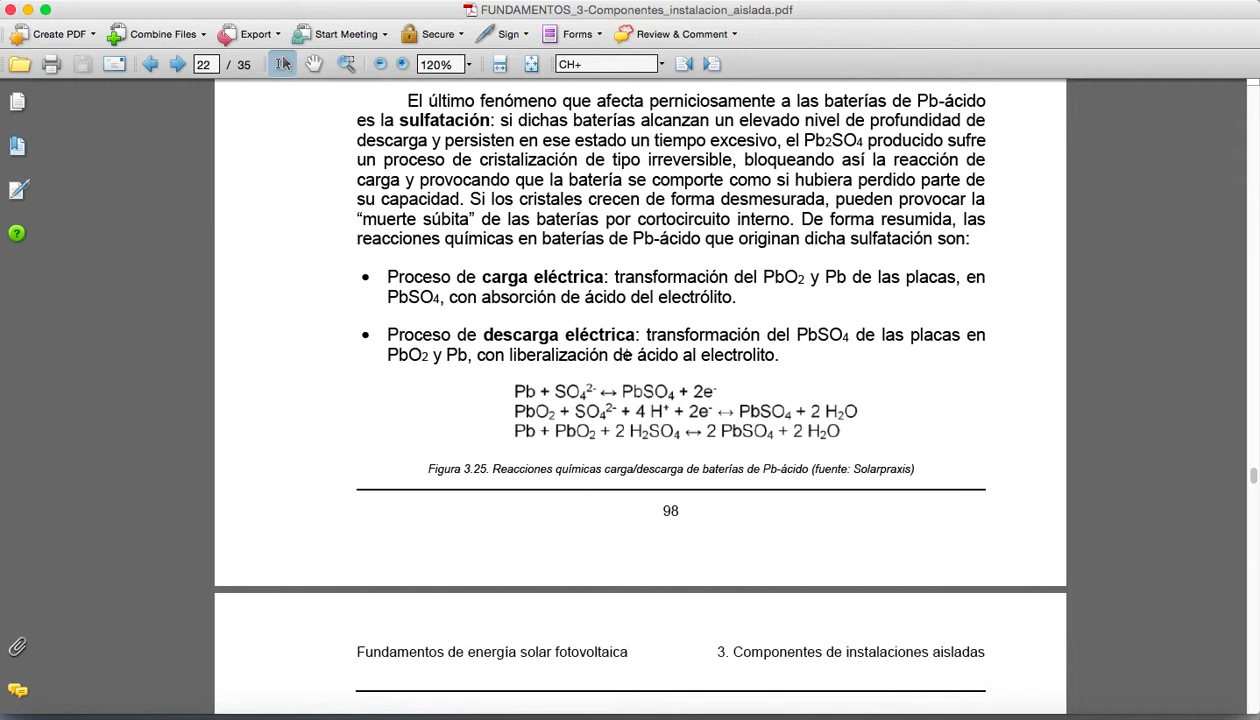 FUNDAMENTOS_3-Componentes_instalacion_aislada.pdf
Create PDF Combine Files Export Start Meeting Secure Sign Forms Review & Comment
22 / 35 120% CH+
El último fenómeno que afecta perniciosamente a las baterías de Pb-ácido
es la sulfatación: si dichas baterías alcanzan un elevado nivel de profundidad de
descarga y persisten en ese estado un tiempo excesivo, el Pb₂SO₄ producido sufre
un proceso de cristalización de tipo irreversible, bloqueando así la reacción de
carga y provocando que la batería se comporte como si hubiera perdido parte de
su capacidad. Si los cristales crecen de forma desmesurada, pueden provocar la
“muerte súbita” de las baterías por cortocircuito interno. De forma resumida, las
reacciones químicas en baterías de Pb-ácido que originan dicha sulfatación son:
• Proceso de carga eléctrica: transformación del PbO₂ y Pb de las placas, en
PbSO₄, con absorción de ácido del electrólito.
• Proceso de descarga eléctrica: transformación del PbSO₄ de las placas en
PbO₂ y Pb, con liberalización de ácido al electrolito.
Pb + SO₄²⁻ ↔ PbSO₄ + 2e⁻
PbO₂ + SO₄²⁻ + 4 H⁺ + 2e⁻ ↔ PbSO₄ + 2 H₂O
Pb + PbO₂ + 2 H₂SO₄ ↔ 2 PbSO₄ + 2 H₂O
Figura 3.25. Reacciones químicas carga/descarga de baterías de Pb-ácido (fuente: Solarpraxis)
98
Fundamentos de energía solar fotovoltaica 3. Componentes de instalaciones aisladas